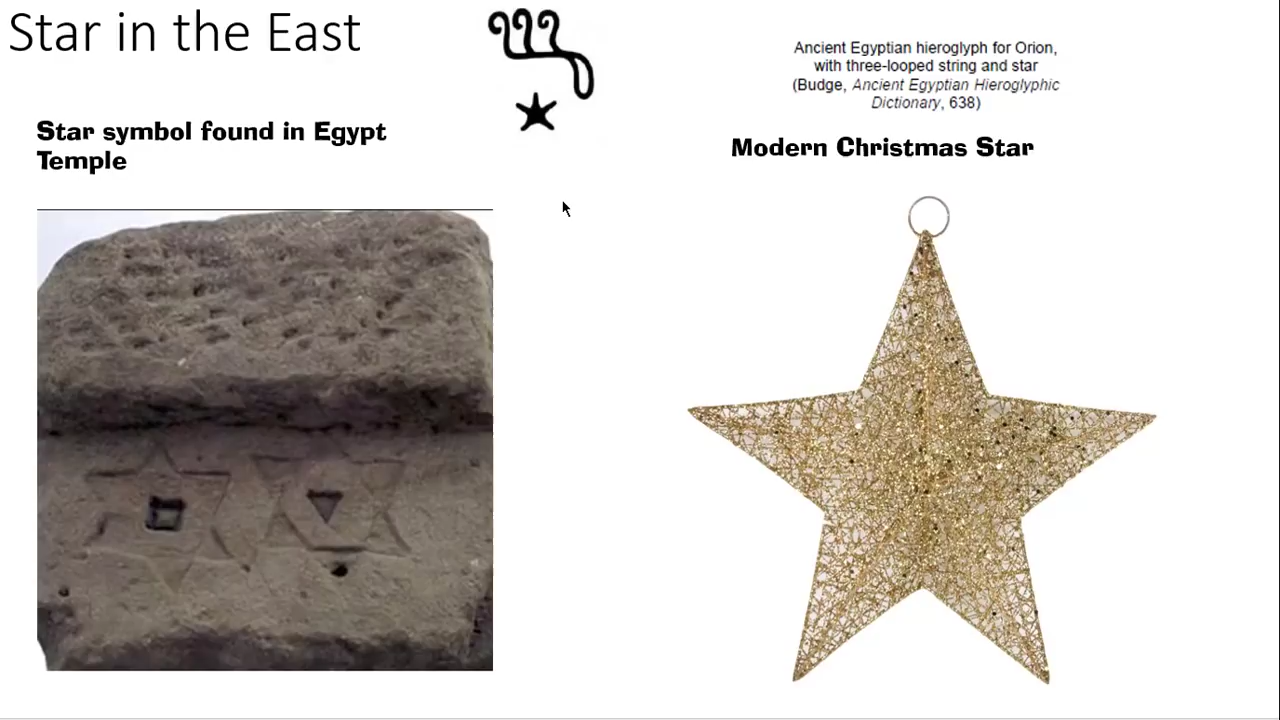 Star in the East
Ancient Egyptian hieroglyph for Orion,
with three-looped string and star
(Budge, Ancient Egyptian Hieroglyphic
Dictionary, 638)
Star symbol found in Egypt
Temple
Modern Christmas Star